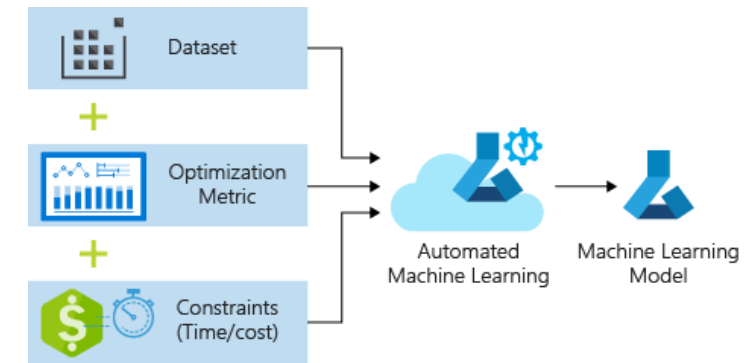 Dataset
Optimization
Metric
Constraints
(Time/cost)
Automated
Machine Learning
Machine Learning
Model